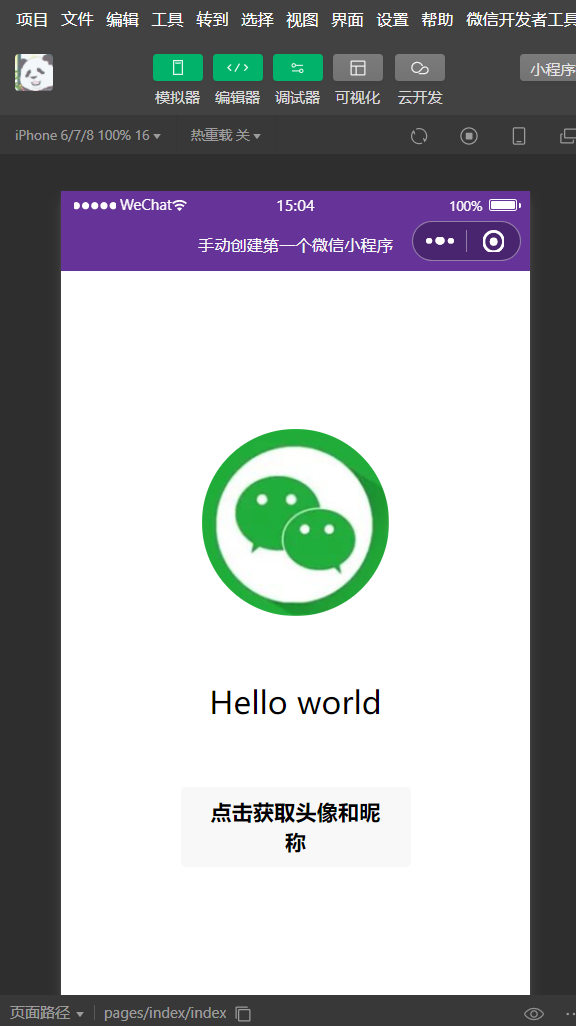 项目 文件 编辑 工具 转到 选择 视图 界面 设置 帮助 微信开发者工具
模拟器 编辑器 调试器 可视化 云开发 小程序
iPhone 6/7/8 100% 16 热重载 关
WeChat 15:04 100%
手动创建第一个微信小程序
Hello world
点击获取头像和昵
称
页面路径 pages/index/index